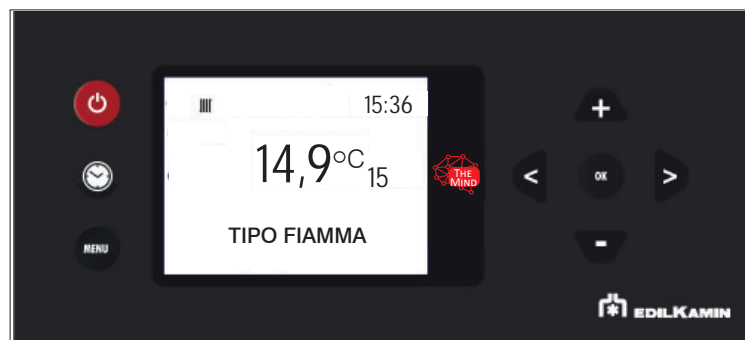 15:36
14,9°C 15
TIPO FIAMMA
MENU
THE
MIND
+
< OK >
-
EDILKAMIN